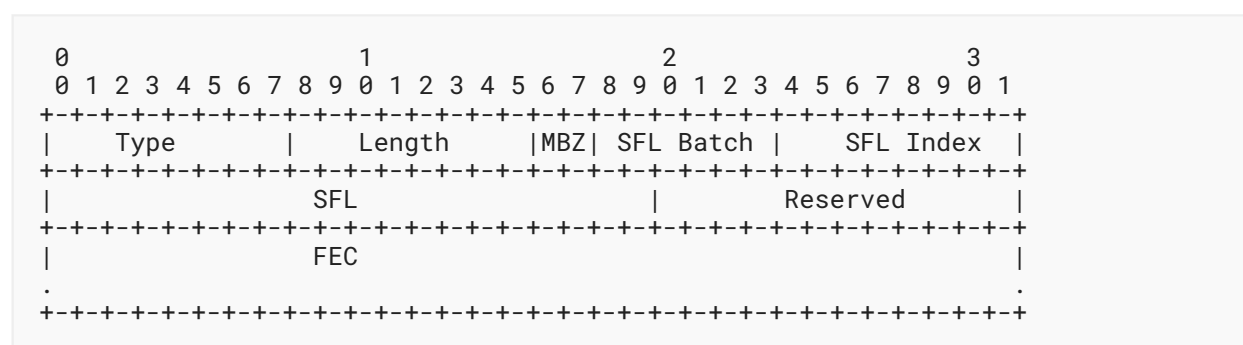 0                   1                   2                   3
 0 1 2 3 4 5 6 7 8 9 0 1 2 3 4 5 6 7 8 9 0 1 2 3 4 5 6 7 8 9 0 1
+-+-+-+-+-+-+-+-+-+-+-+-+-+-+-+-+-+-+-+-+-+-+-+-+-+-+-+-+-+-+-+-+
|    Type       |    Length     |MBZ| SFL Batch |    SFL Index  |
+-+-+-+-+-+-+-+-+-+-+-+-+-+-+-+-+-+-+-+-+-+-+-+-+-+-+-+-+-+-+-+-+
|                 SFL                   |        Reserved       |
+-+-+-+-+-+-+-+-+-+-+-+-+-+-+-+-+-+-+-+-+-+-+-+-+-+-+-+-+-+-+-+-+
|                 FEC                                           |
.                                                               .
+-+-+-+-+-+-+-+-+-+-+-+-+-+-+-+-+-+-+-+-+-+-+-+-+-+-+-+-+-+-+-+-+